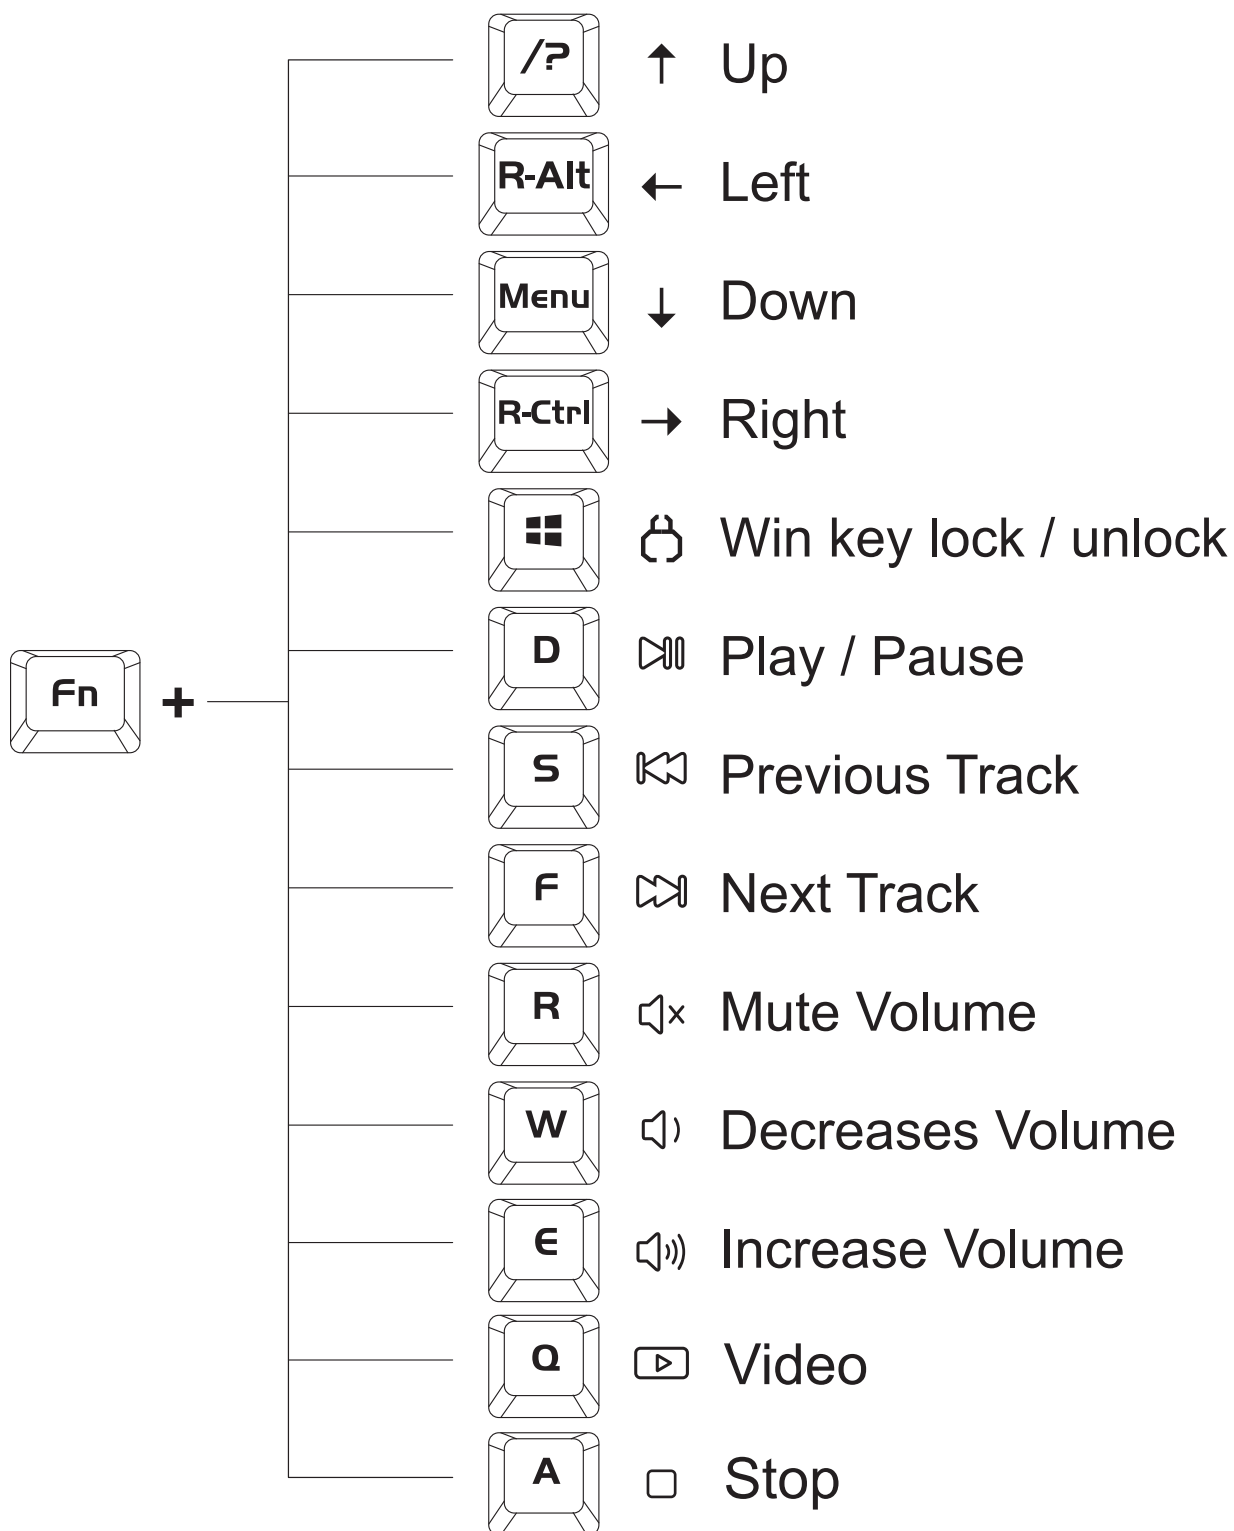 /? ↑ Up
R-Alt ← Left
Menu ↓ Down
R-Ctrl → Right
Win key lock / unlock
D Play / Pause
Fn +
S Previous Track
F Next Track
R Mute Volume
W Decreases Volume
E Increase Volume
Q Video
A Stop